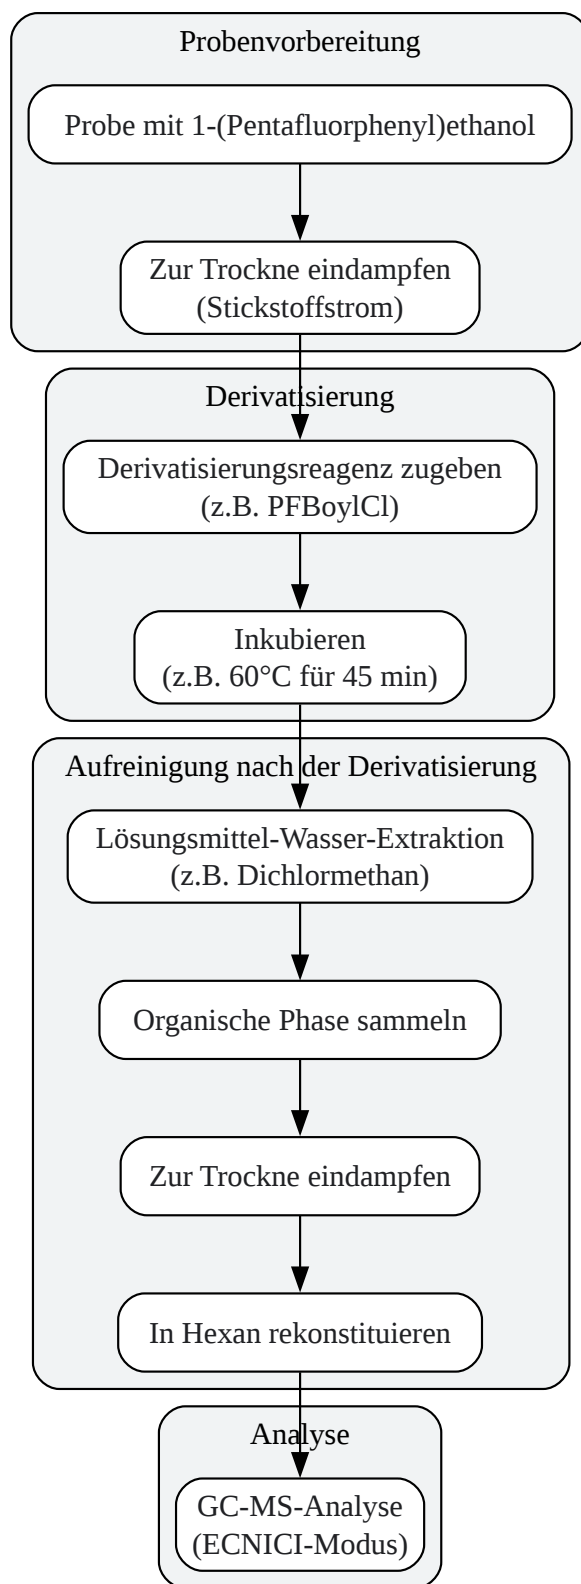 Probenvorbereitung
Probe mit 1-(Pentafluorphenyl)ethanol
Zur Trockne eindampfen
(Stickstoffstrom)
Derivatisierung
Derivatisierungsreagenz zugeben
(z.B. PFBoylCl)
Inkubieren
(z.B. 60°C für 45 min)
Aufreinigung nach der Derivatisierung
Lösungsmittel-Wasser-Extraktion
(z.B. Dichlormethan)
Organische Phase sammeln
Zur Trockne eindampfen
In Hexan rekonstituieren
Analyse
GC-MS-Analyse
(ECNICI-Modus)